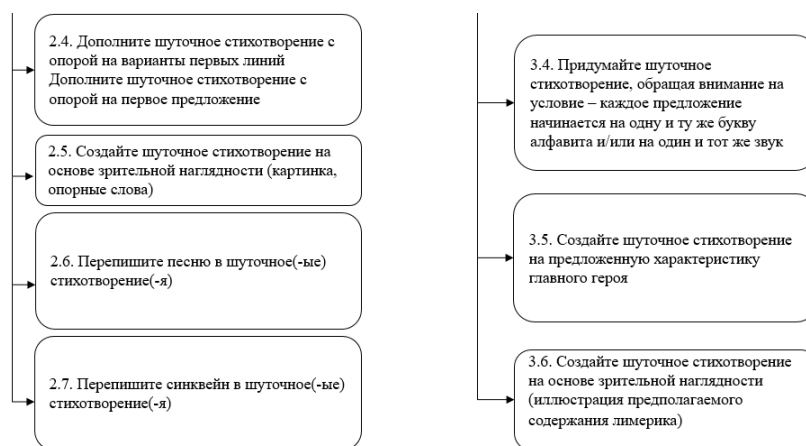 2.4. Дополните шуточное стихотворение с
опорой на варианты первых линий
Дополните шуточное стихотворение с
опорой на первое предложение
2.5. Создайте шуточное стихотворение на
основе зрительной наглядности (картинка,
опорные слова)
2.6. Перепишите песню в шуточное(-ые)
стихотворение(-я)
2.7. Перепишите синквейн в шуточное(-ые)
стихотворение(-я)
3.4. Придумайте шуточное
стихотворение, обращая внимание на
условие – каждое предложение
начинается на одну и ту же букву
алфавита и/или на один и тот же звук
3.5. Создайте шуточное стихотворение
на предложенную характеристику
главного героя
3.6. Создайте шуточное стихотворение
на основе зрительной наглядности
(иллюстрация предполагаемого
содержания лимерика)